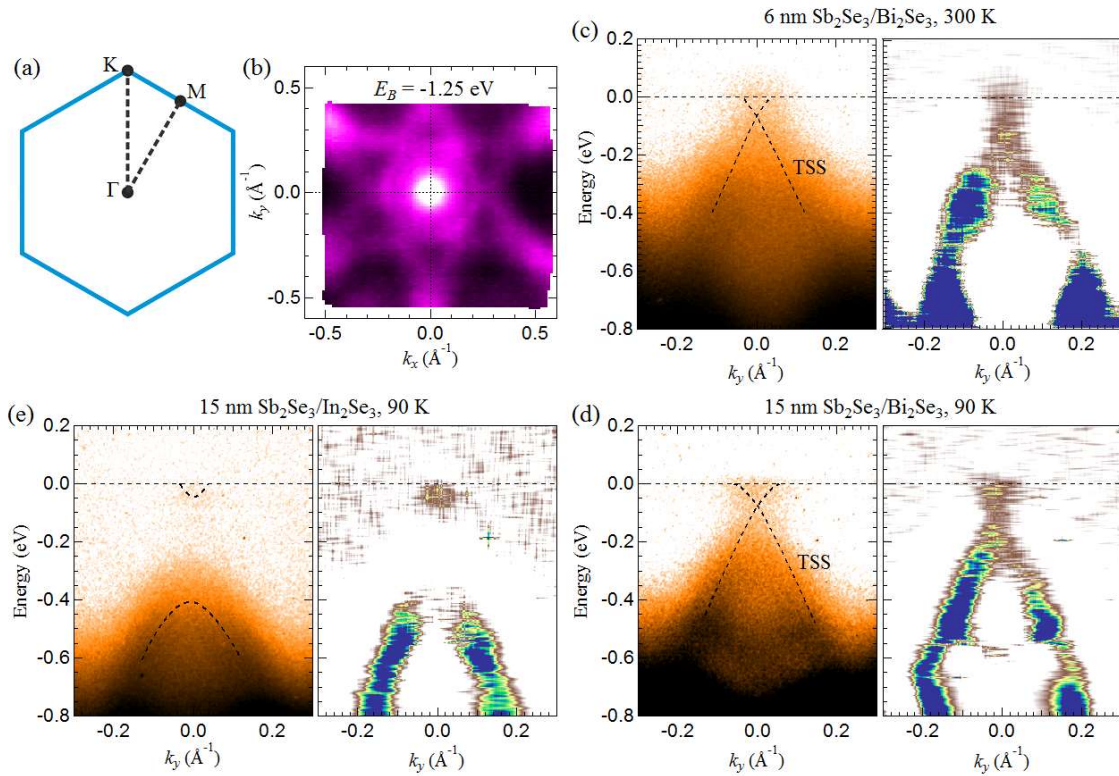 (a)
K
M
Γ
(b)
E_B = -1.25 eV
k_y (Å⁻¹)
0.5
0.0
-0.5
-0.5 0.0 0.5
k_x (Å⁻¹)
(c)
6 nm Sb₂Se₃/Bi₂Se₃, 300 K
Energy (eV)
0.2
0.0
-0.2
-0.4
-0.6
-0.8
TSS
-0.2 0.0 0.2
k_y (Å⁻¹)
-0.2 0.0 0.2
k_y (Å⁻¹)
(e)
15 nm Sb₂Se₃/In₂Se₃, 90 K
Energy (eV)
0.2
0.0
-0.2
-0.4
-0.6
-0.8
-0.2 0.0 0.2
k_y (Å⁻¹)
-0.2 0.0 0.2
k_y (Å⁻¹)
(d)
15 nm Sb₂Se₃/Bi₂Se₃, 90 K
Energy (eV)
0.2
0.0
-0.2
-0.4
-0.6
-0.8
TSS
-0.2 0.0 0.2
k_y (Å⁻¹)
-0.2 0.0 0.2
k_y (Å⁻¹)